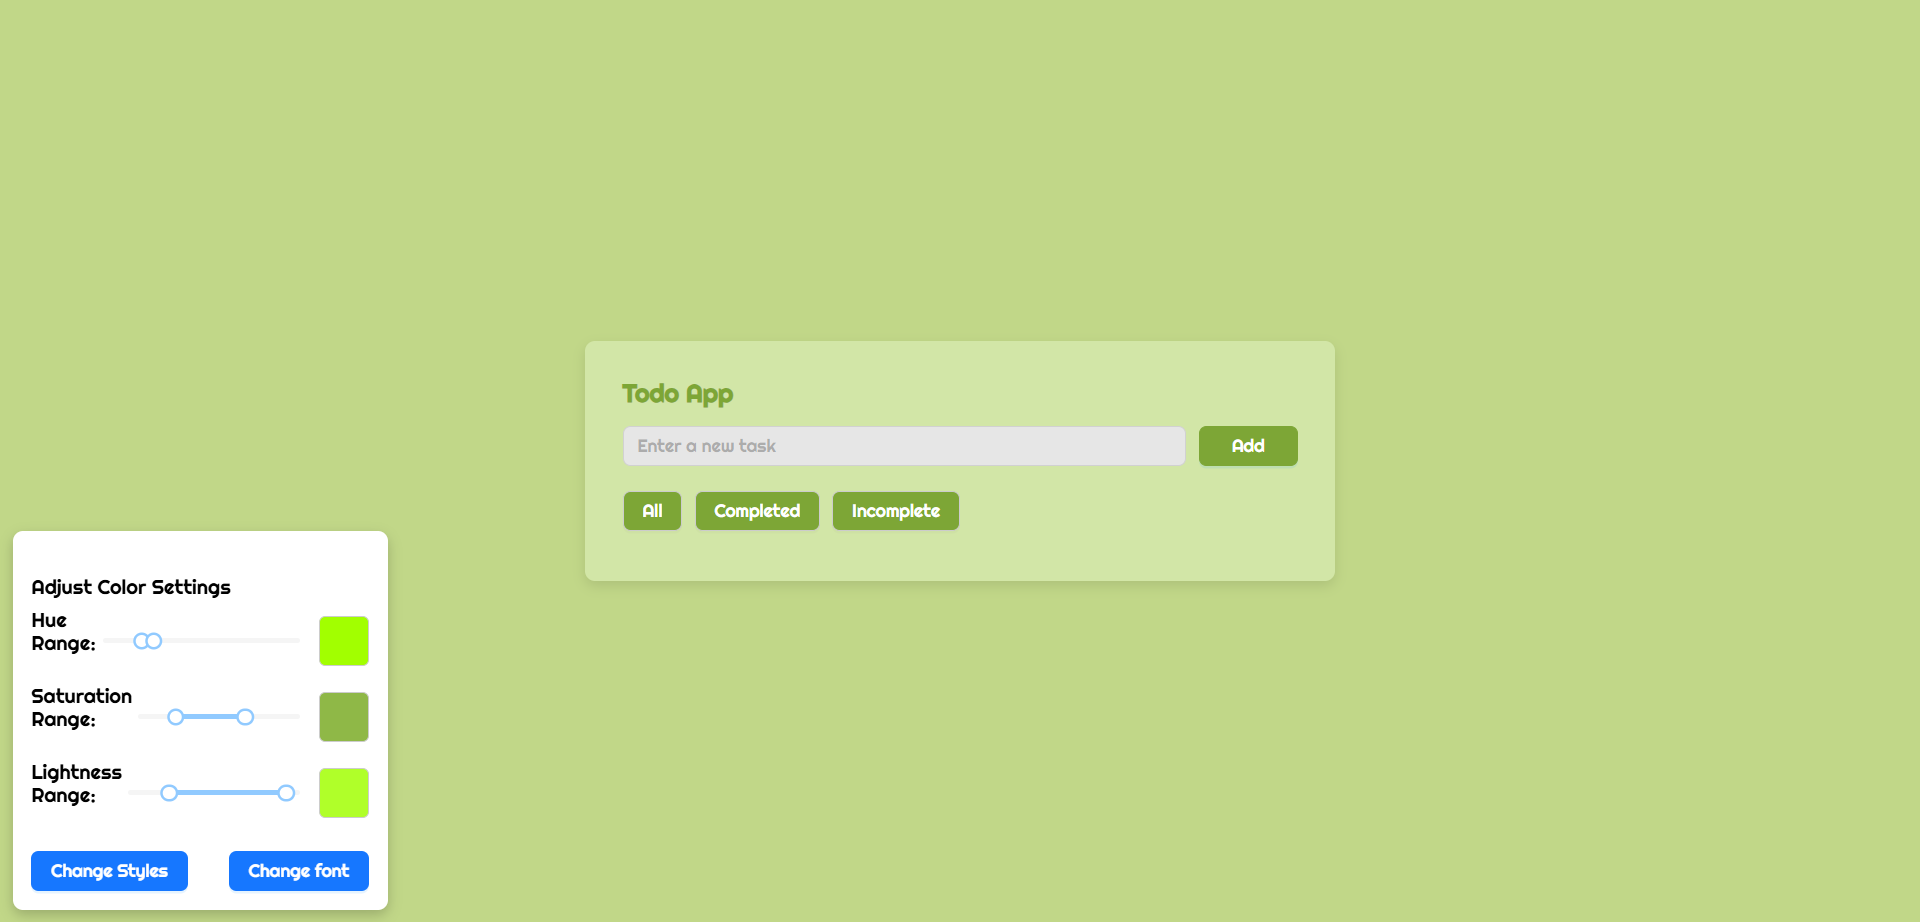 Todo App
Enter a new task
Add
All
Completed
Incomplete
Adjust Color Settings
Hue
Range:
Saturation
Range:
Lightness
Range:
Change Styles
Change font